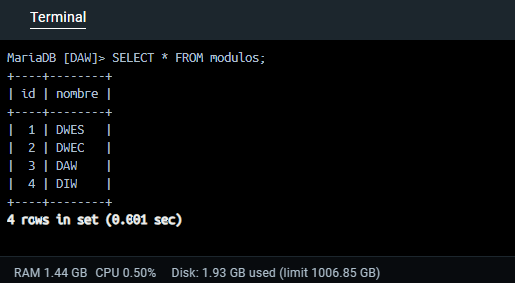 Terminal
MariaDB [DAW]> SELECT * FROM modulos;
+----+--------+
| id | nombre |
+----+--------+
|  1 | DWES   |
|  2 | DWEC   |
|  3 | DAW    |
|  4 | DIW    |
+----+--------+
4 rows in set (0.001 sec)
RAM 1.44 GB CPU 0.50% Disk: 1.93 GB used (limit 1006.85 GB)